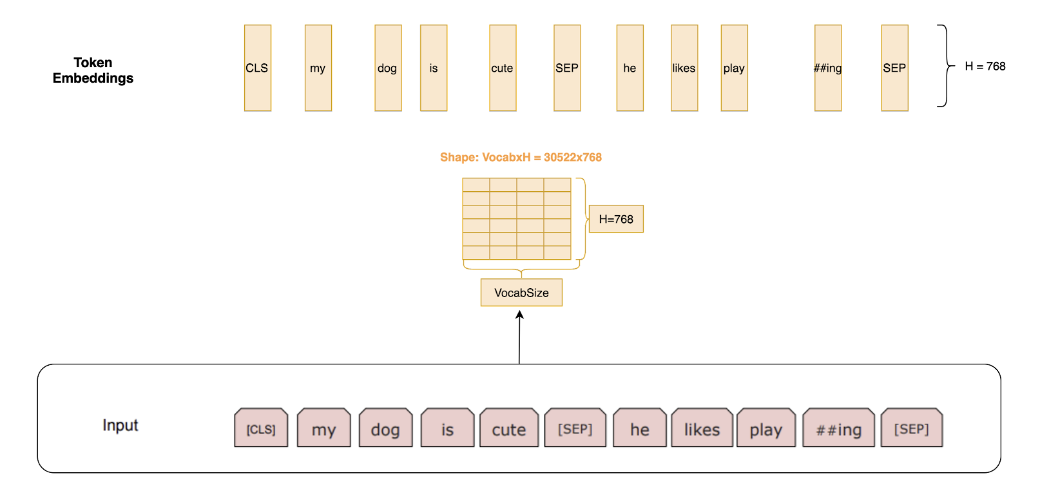 Token
Embeddings
CLS my dog is cute SEP he likes play ##ing SEP
H = 768
Shape: VocabxH = 30522x768
H=768
VocabSize
Input
[CLS] my dog is cute [SEP] he likes play ##ing [SEP]